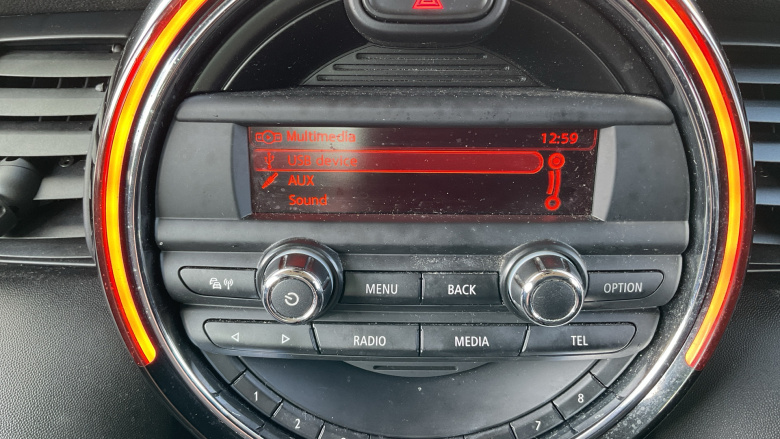 Multimedia 12:59
USB device
AUX
Sound
MENU BACK OPTION
RADIO MEDIA TEL
1 2 7 8